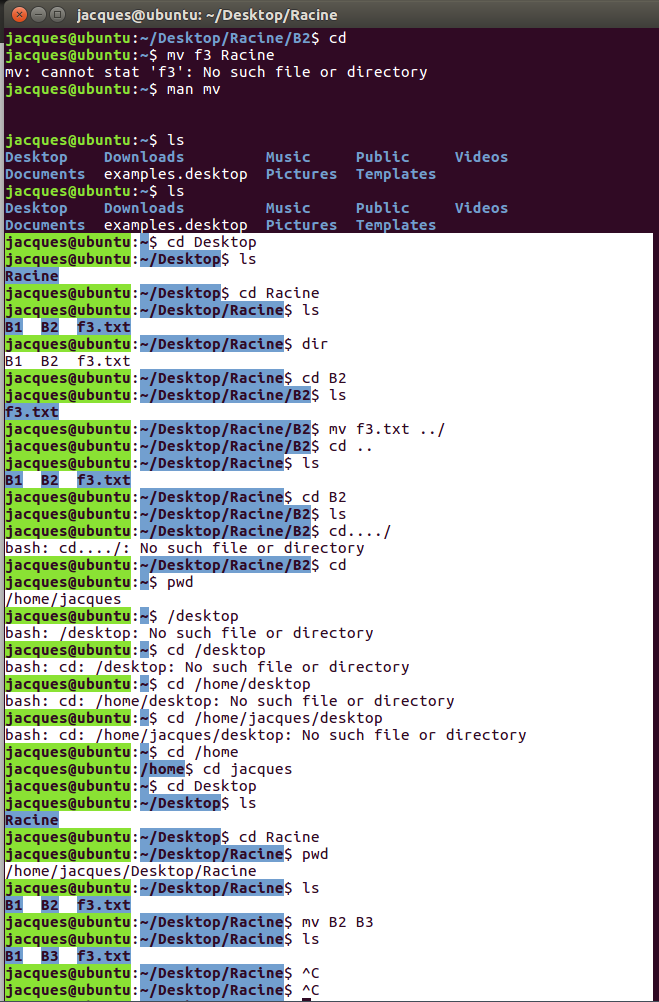 jacques@ubuntu: ~/Desktop/Racine
jacques@ubuntu:~/Desktop/Racine/B2$ cd
jacques@ubuntu:~$ mv f3 Racine
mv: cannot stat 'f3': No such file or directory
jacques@ubuntu:~$ man mv
jacques@ubuntu:~$ ls
Desktop    Downloads         Music     Public     Videos
Documents  examples.desktop  Pictures  Templates
jacques@ubuntu:~$ ls
Desktop    Downloads         Music     Public     Videos
Documents  examples.desktop  Pictures  Templates
jacques@ubuntu:~$ cd Desktop
jacques@ubuntu:~/Desktop$ ls
Racine
jacques@ubuntu:~/Desktop$ cd Racine
jacques@ubuntu:~/Desktop/Racine$ ls
B1  B2  f3.txt
jacques@ubuntu:~/Desktop/Racine$ dir
B1  B2  f3.txt
jacques@ubuntu:~/Desktop/Racine$ cd B2
jacques@ubuntu:~/Desktop/Racine/B2$ ls
f3.txt
jacques@ubuntu:~/Desktop/Racine/B2$ mv f3.txt ../
jacques@ubuntu:~/Desktop/Racine/B2$ cd ..
jacques@ubuntu:~/Desktop/Racine$ ls
B1  B2  f3.txt
jacques@ubuntu:~/Desktop/Racine$ cd B2
jacques@ubuntu:~/Desktop/Racine/B2$ ls
jacques@ubuntu:~/Desktop/Racine/B2$ cd..../
bash: cd..../: No such file or directory
jacques@ubuntu:~/Desktop/Racine/B2$ cd
jacques@ubuntu:~$ pwd
/home/jacques
jacques@ubuntu:~$ /desktop
bash: /desktop: No such file or directory
jacques@ubuntu:~$ cd /desktop
bash: cd: /desktop: No such file or directory
jacques@ubuntu:~$ cd /home/desktop
bash: cd: /home/desktop: No such file or directory
jacques@ubuntu:~$ cd /home/jacques/desktop
bash: cd: /home/jacques/desktop: No such file or directory
jacques@ubuntu:~$ cd /home
jacques@ubuntu:/home$ cd jacques
jacques@ubuntu:~$ cd Desktop
jacques@ubuntu:~/Desktop$ ls
Racine
jacques@ubuntu:~/Desktop$ cd Racine
jacques@ubuntu:~/Desktop/Racine$ pwd
/home/jacques/Desktop/Racine
jacques@ubuntu:~/Desktop/Racine$ ls
B1  B2  f3.txt
jacques@ubuntu:~/Desktop/Racine$ mv B2 B3
jacques@ubuntu:~/Desktop/Racine$ ls
B1  B3  f3.txt
jacques@ubuntu:~/Desktop/Racine$ ^C
jacques@ubuntu:~/Desktop/Racine$ ^C